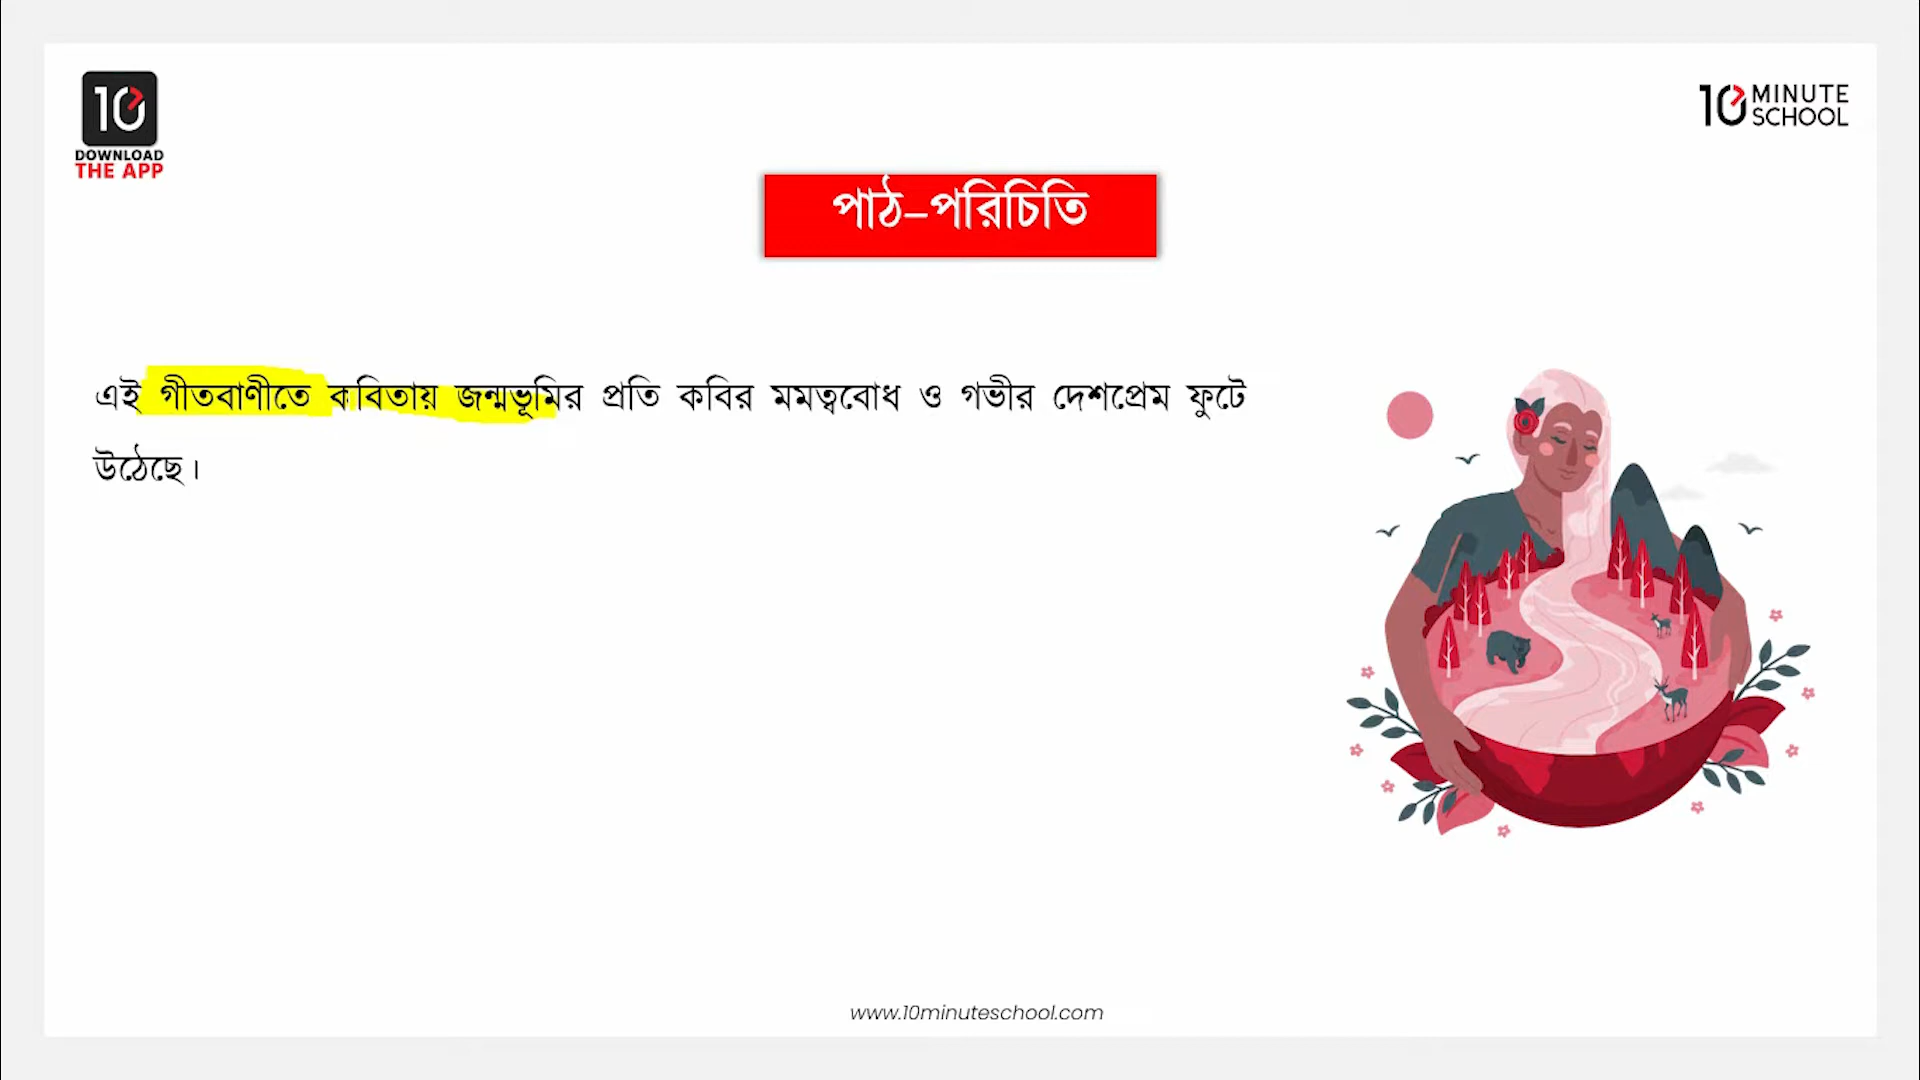 10
DOWNLOAD
THE APP
10 MINUTE
SCHOOL
পাঠ-পরিচিতি
এই গীতবাণীতে কবিতায় জন্মভূমির প্রতি কবির মমত্ববোধ ও গভীর দেশপ্রেম ফুটে
উঠেছে।
www.10minuteschool.com